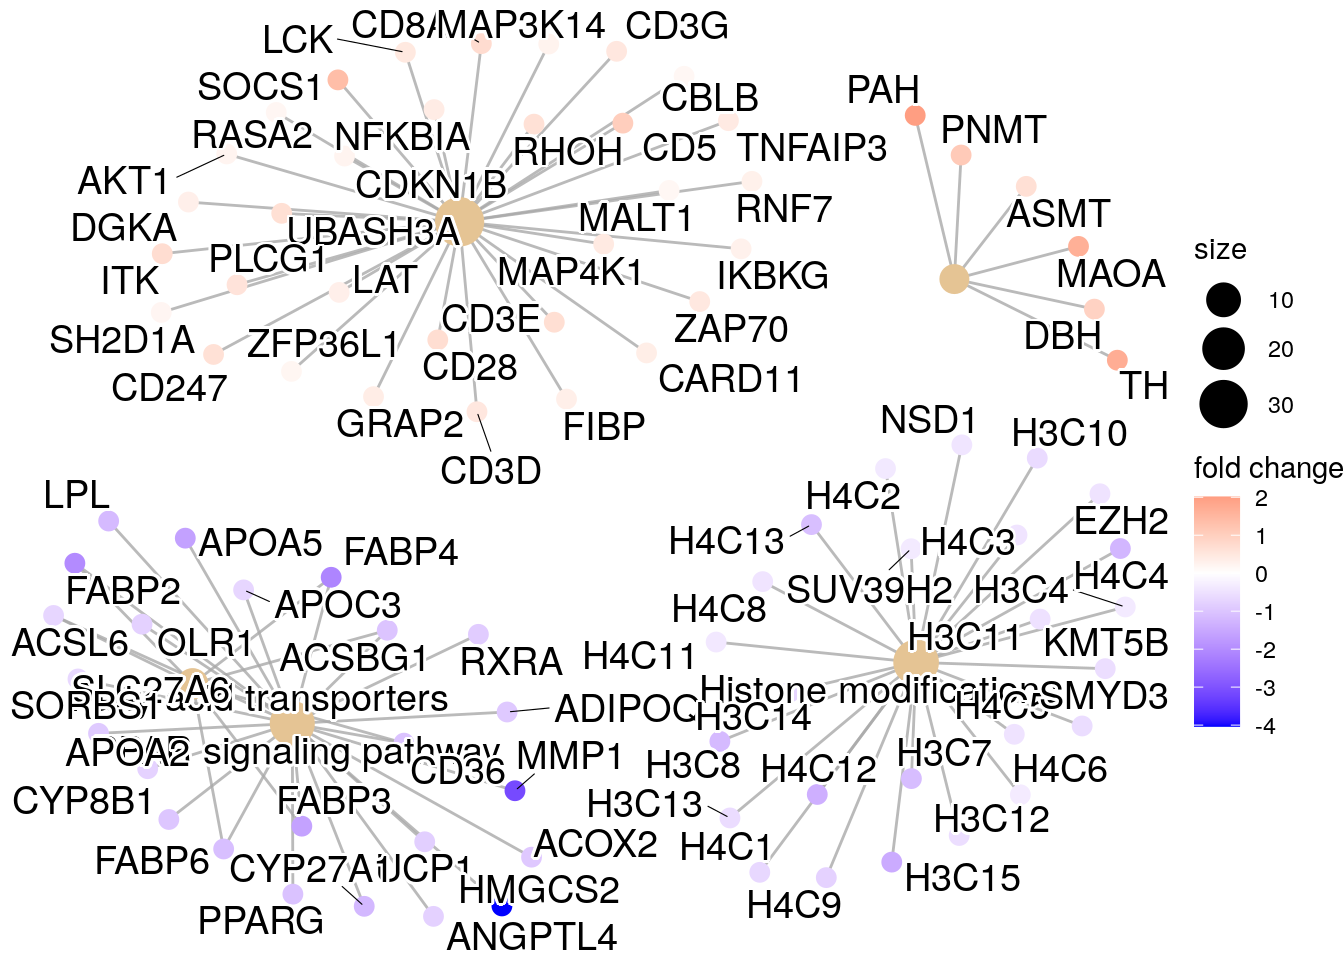 CD8A
MAP3K14
CD3G
LCK
SOCS1
CBLB
PAH
RASA2
NFKBIA
RHOH
CD5
TNFAIP3
PNMT
AKT1
CDKN1B
MALT1
RNF7
ASMT
DGKA
UBASH3A
PLCG1
LAT
MAP4K1
IKBKG
MAOA
ITK
SH2D1A
ZFP36L1
CD3E
ZAP70
DBH
CD247
CD28
CARD11
TH
GRAP2
FIBP
CD3D
size
10
20
30
fold change
2
1
0
-1
-2
-3
-4
NSD1
H3C10
H4C2
EZH2
H4C13
H4C3
SUV39H2
H3C4
H4C4
H4C8
H3C11
KMT5B
H4C11
Histone modifications
SMYD3
H3C14
H4C5
H3C8
H4C12
H3C7
H4C6
H3C13
H3C12
H4C1
H3C15
H4C9
LPL
APOA5
FABP4
FABP2
APOC3
ACSL6
OLR1
ACSBG1
RXRA
SLC27A6
acid transporters
SORBS1
ADIPOQ
APOA2
signaling pathway
CD36
MMP1
CYP8B1
FABP3
FABP6
CYP27A1
UCP1
ACOX2
HMGCS2
PPARG
ANGPTL4